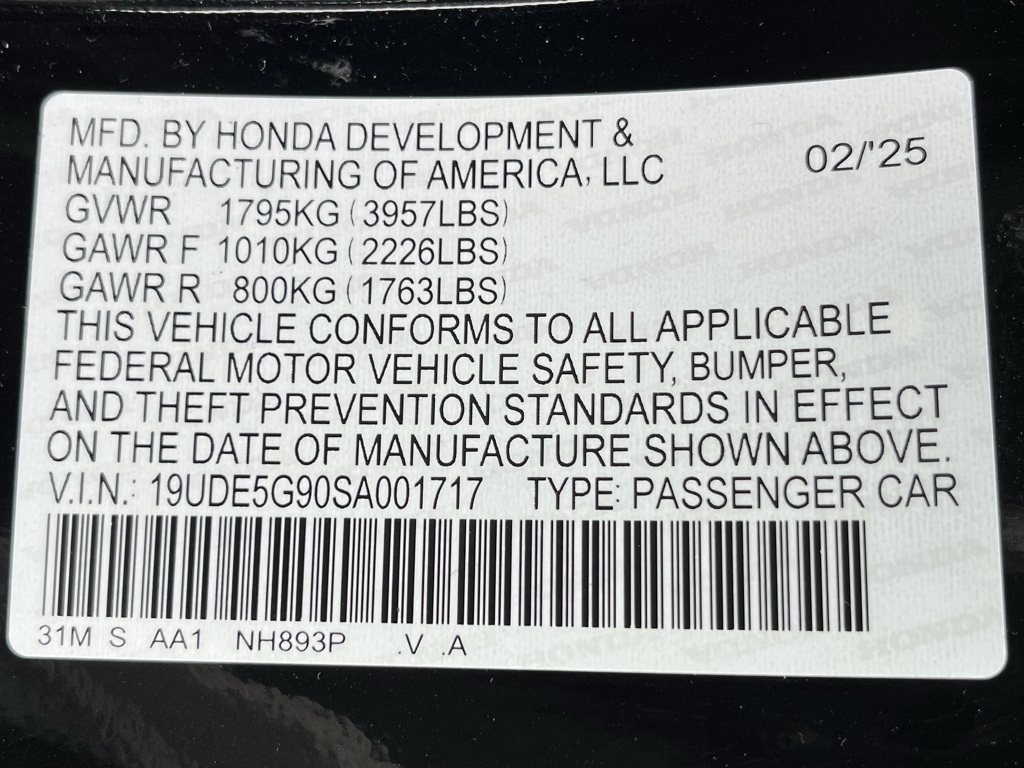 MFD. BY HONDA DEVELOPMENT &
MANUFACTURING OF AMERICA, LLC 02/'25
GVWR 1795KG (3957LBS)
GAWR F 1010KG (2226LBS)
GAWR R 800KG (1763LBS)
THIS VEHICLE CONFORMS TO ALL APPLICABLE
FEDERAL MOTOR VEHICLE SAFETY, BUMPER,
AND THEFT PREVENTION STANDARDS IN EFFECT
ON THE DATE OF MANUFACTURE SHOWN ABOVE.
V.I.N.: 19UDE5G90SA001717 TYPE: PASSENGER CAR
31M S AA1 NH893P .V .A